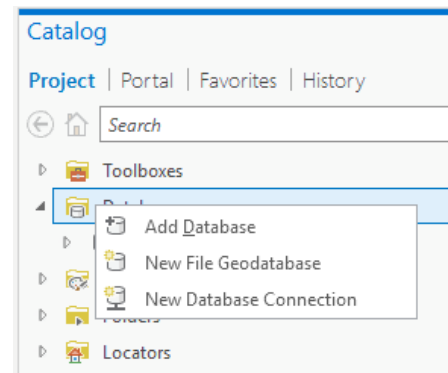 Catalog
Project | Portal | Favorites | History
Search
Toolboxes
Add Database
New File Geodatabase
New Database Connection
Locators